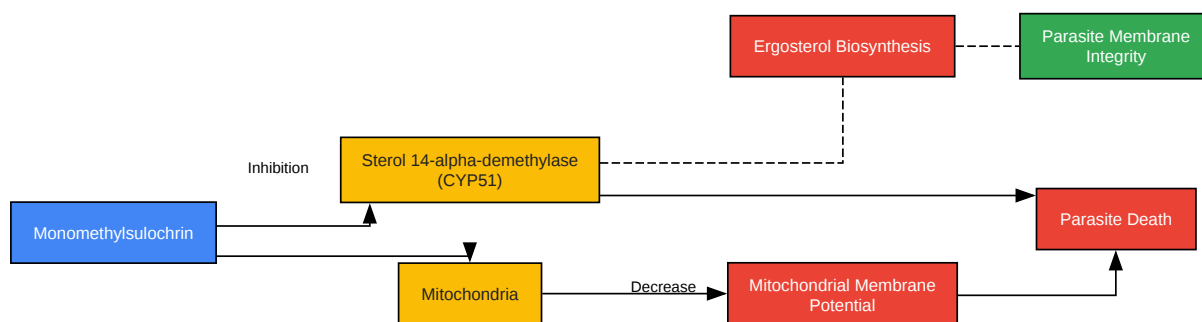 Ergosterol Biosynthesis
Parasite Membrane
Integrity
Inhibition
Sterol 14-alpha-demethylase
(CYP51)
Monomethylsulochrin
Parasite Death
Mitochondria
Decrease
Mitochondrial Membrane
Potential